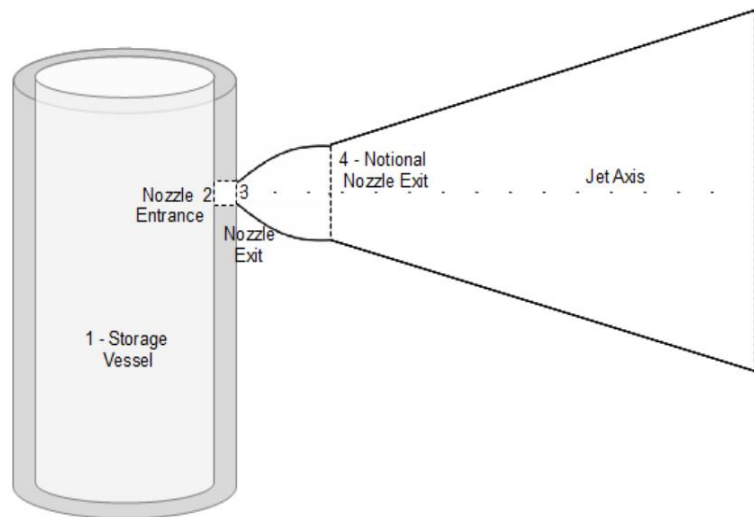 4 - Notional
Nozzle Exit
Jet Axis
Nozzle 2
Entrance
3
Nozzle
Exit
1 - Storage
Vessel